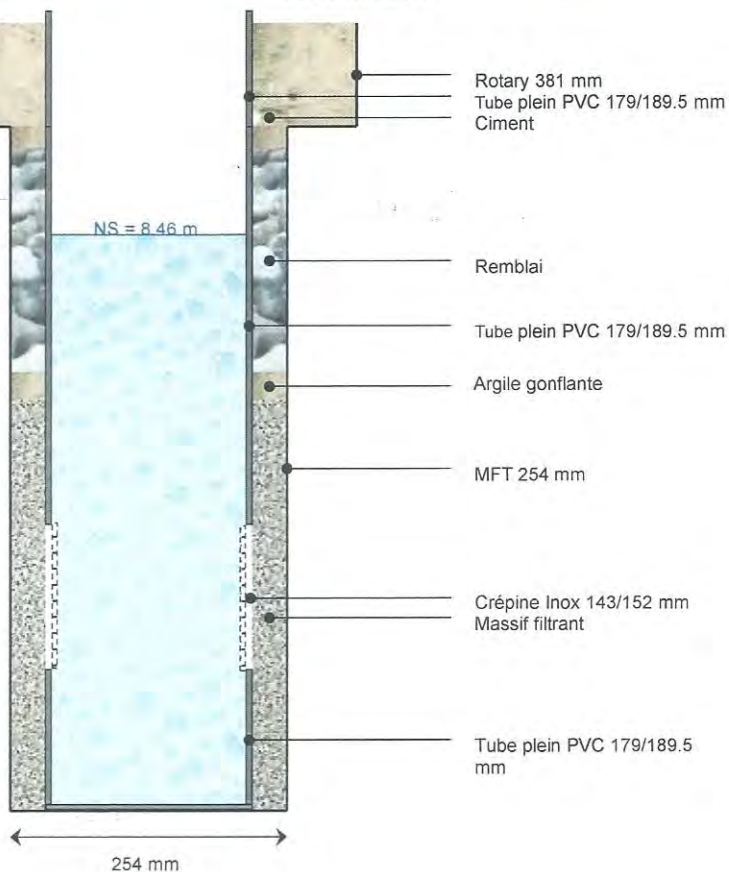 Rotary 381 mm
Tube plein PVC 179/189.5 mm
Ciment
NS = 8.46 m
Remblai
Tube plein PVC 179/189.5 mm
Argile gonflante
MFT 254 mm
Crépine Inox 143/152 mm
Massif filtrant
Tube plein PVC 179/189.5
mm
254 mm